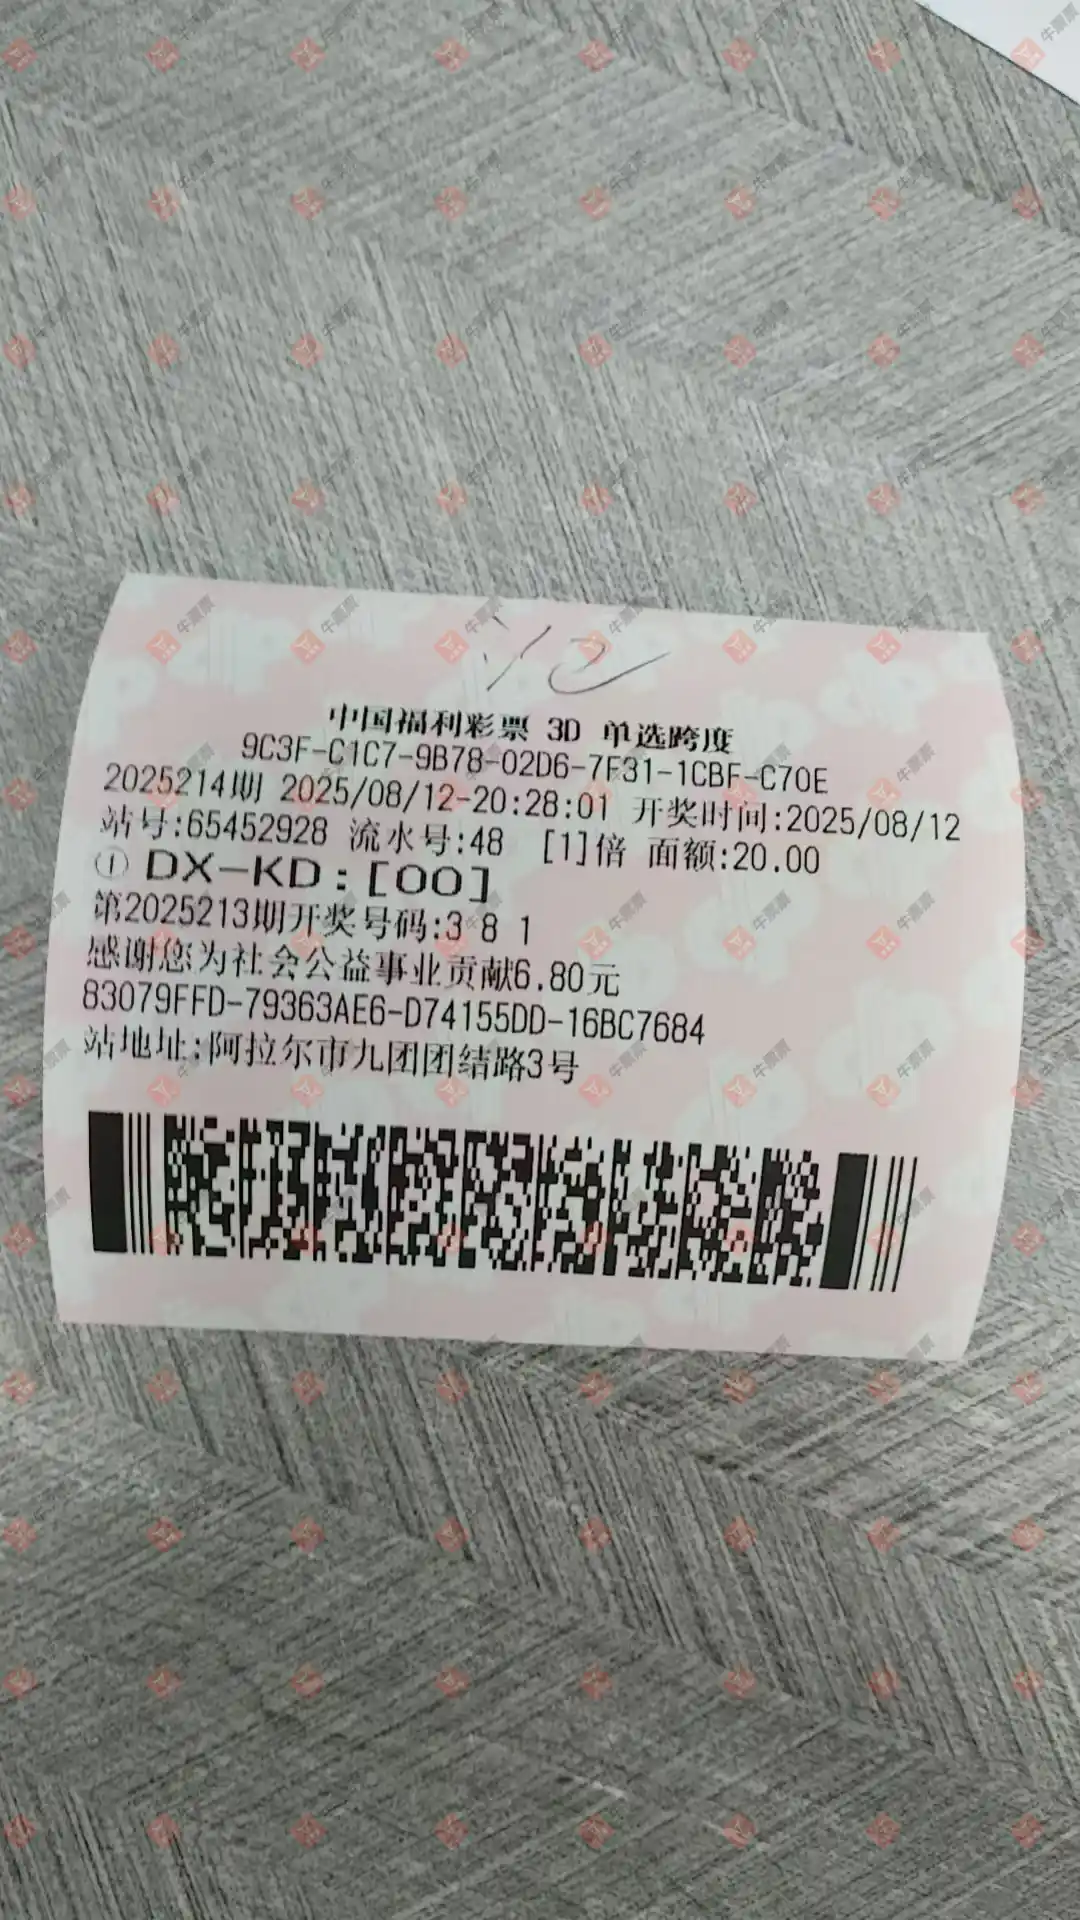 中国福利彩票 3D 单选跨度
9C3F-C1C7-9B78-02D6-7F31-1CBF-C70E
2025214期 2025/08/12-20:28:01 开奖时间:2025/08/12
站号:65452928 流水号:48 [1]倍 面额:20.00
① DX-KD:[00]
第2025213期开奖号码:3 8 1
感谢您为社会公益事业贡献6.80元
83079FFD-79363AE6-D74155DD-16BC7684
站地址:阿拉尔市九团团结路3号